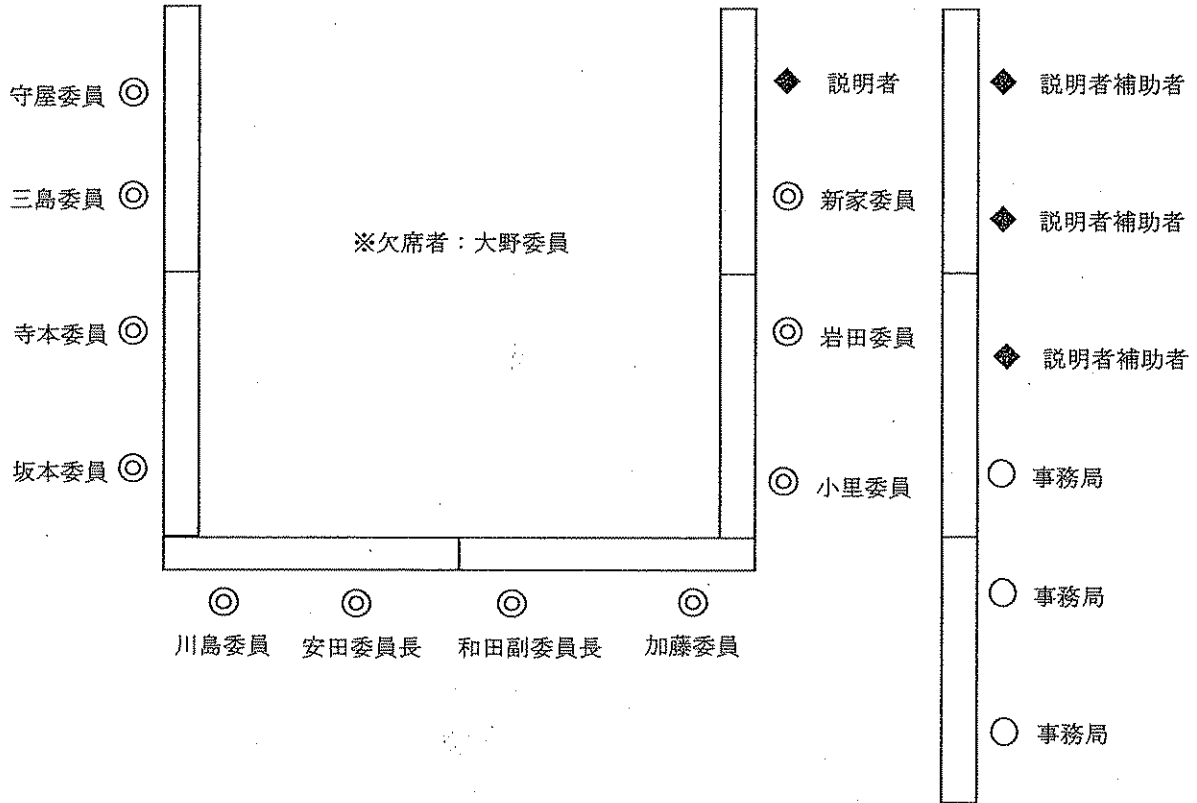 守屋委員
三島委員
寺本委員
坂本委員
※欠席者：大野委員
川島委員
安田委員長
和田副委員長
加藤委員
説明者
新家委員
岩田委員
小里委員
説明者補助者
説明者補助者
説明者補助者
事務局
事務局
事務局